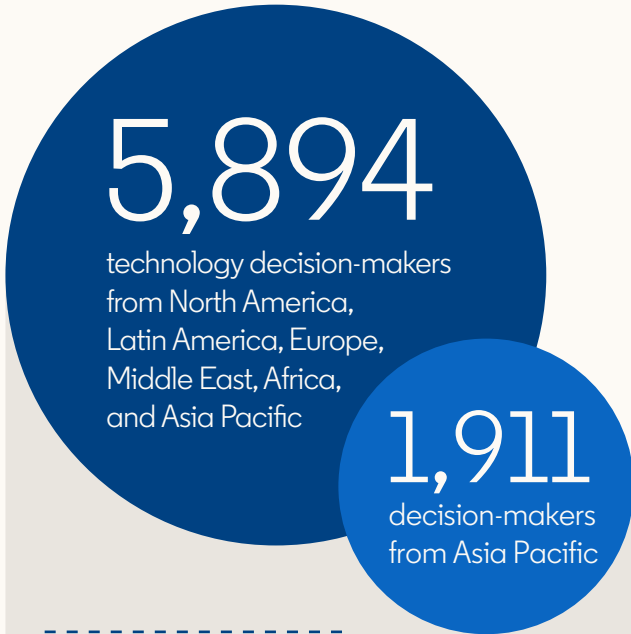 5,894
technology decision-makers
from North America,
Latin America, Europe,
Middle East, Africa,
and Asia Pacific
1,911
decision-makers
from Asia Pacific